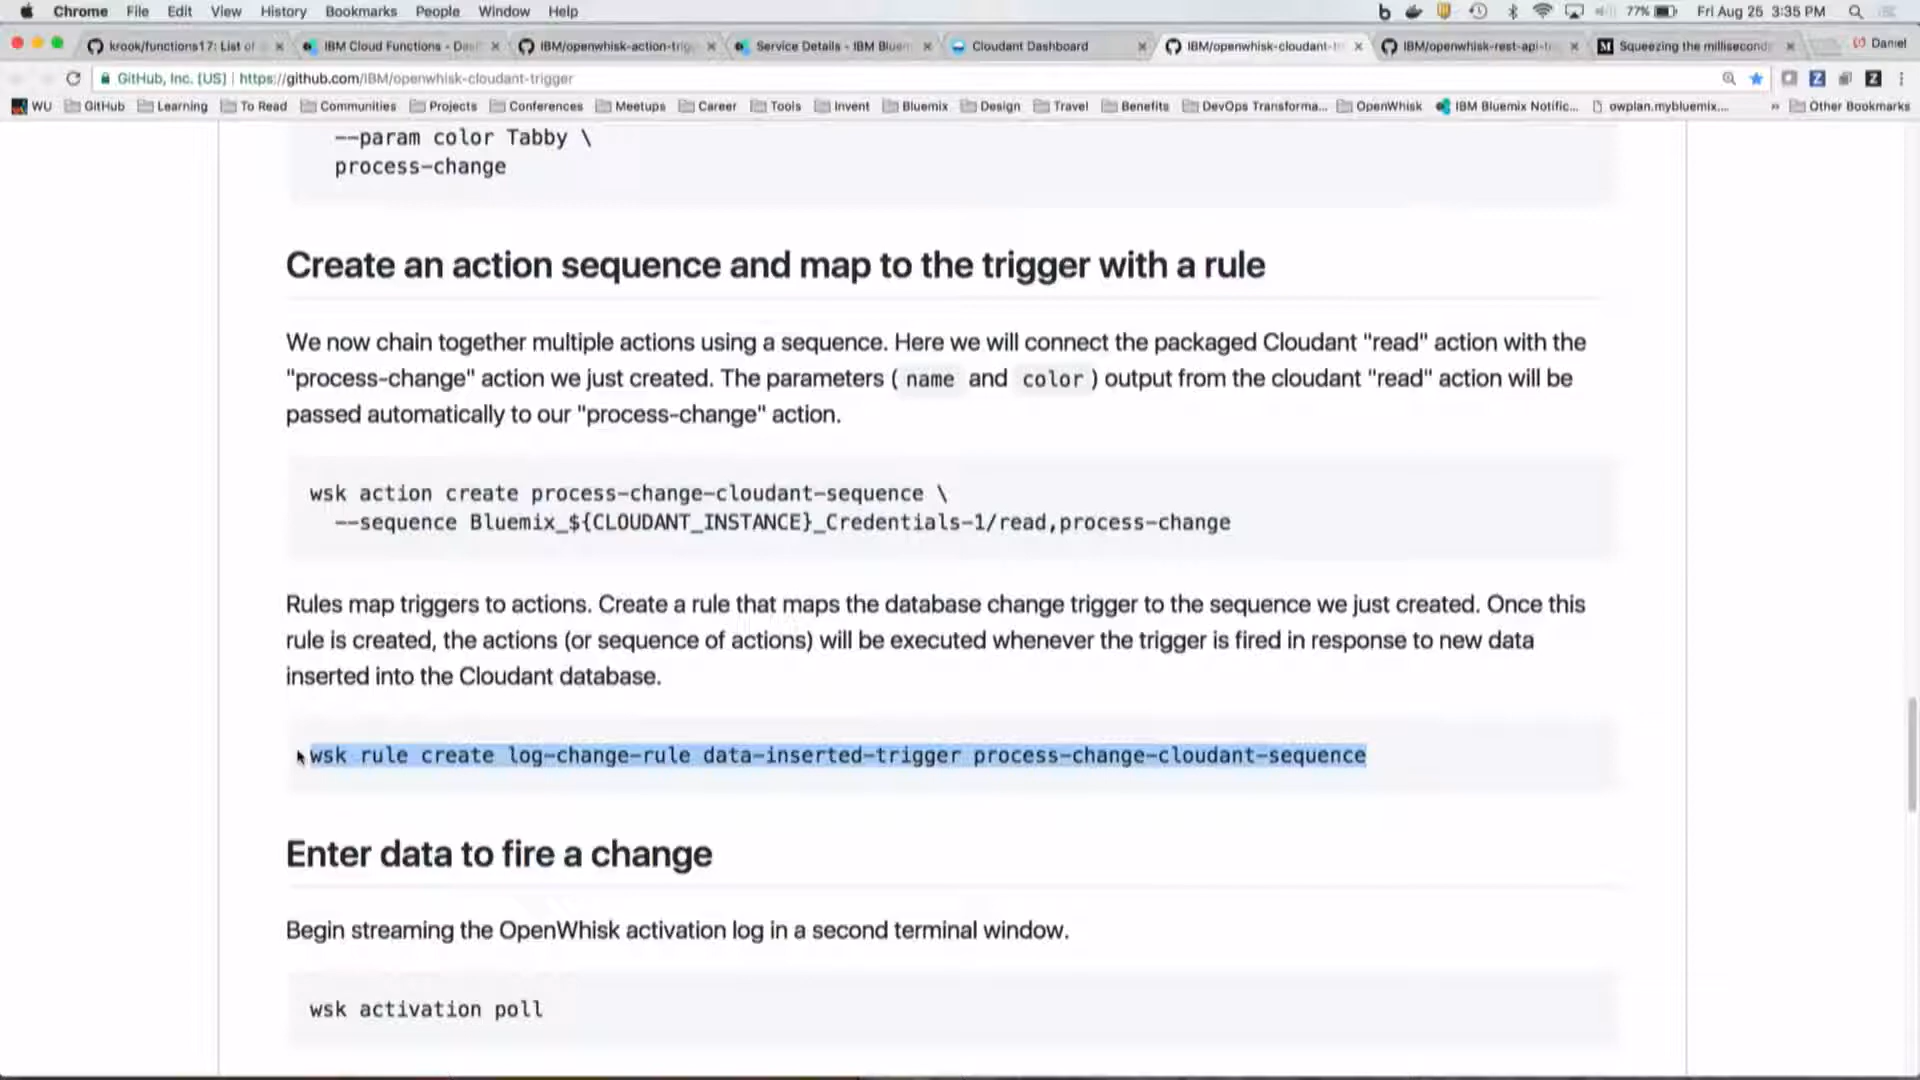 Chrome File Edit View History Bookmarks People Window Help 77% Fri Aug 25 3:35 PM
krook/functions17: List of IBM Cloud Functions - Dash IBM/openwhisk-action-trig Service Details - IBM Bluem Cloudant Dashboard IBM/openwhisk-cloudant-t IBM/openwhisk-rest-api-t Squeezing the millisecond Daniel
GitHub, Inc. [US] | https://github.com/IBM/openwhisk-cloudant-trigger
WU GitHub Learning To Read Communities Projects Conferences Meetups Career Tools Invent Bluemix Design Travel Benefits DevOps Transforma... OpenWhisk IBM Bluemix Notific... owplan.mybluemix.... » Other Bookmarks
--param color Tabby \
process-change
Create an action sequence and map to the trigger with a rule
We now chain together multiple actions using a sequence. Here we will connect the packaged Cloudant "read" action with the
"process-change" action we just created. The parameters ( name and color ) output from the cloudant "read" action will be
passed automatically to our "process-change" action.
wsk action create process-change-cloudant-sequence \
--sequence Bluemix_${CLOUDANT_INSTANCE}_Credentials-1/read,process-change
Rules map triggers to actions. Create a rule that maps the database change trigger to the sequence we just created. Once this
rule is created, the actions (or sequence of actions) will be executed whenever the trigger is fired in response to new data
inserted into the Cloudant database.
wsk rule create log-change-rule data-inserted-trigger process-change-cloudant-sequence
Enter data to fire a change
Begin streaming the OpenWhisk activation log in a second terminal window.
wsk activation poll